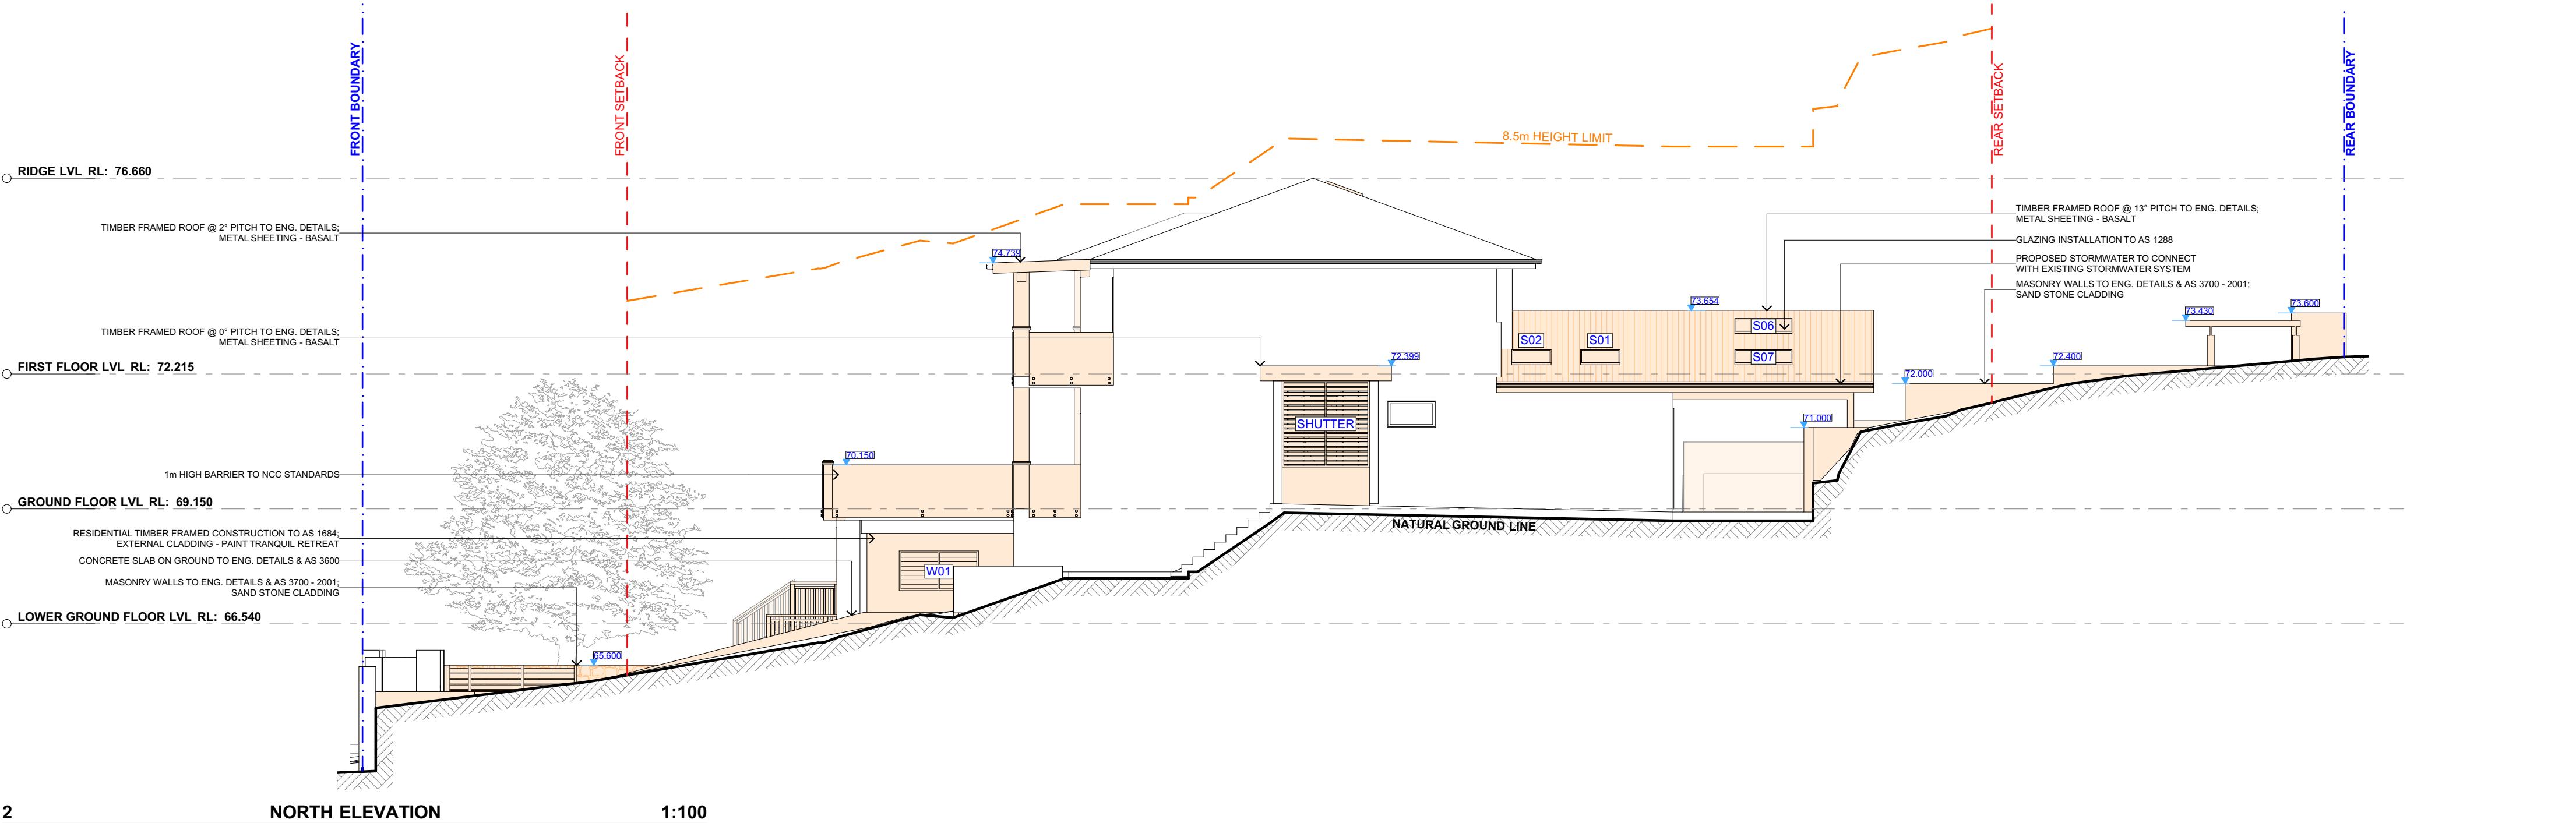 FRONT BOUNDARY
FRONT SETBACK
REAR SETBACK
REAR BOUNDARY
8.5m HEIGHT LIMIT
RIDGE LVL RL: 76.660
TIMBER FRAMED ROOF @ 2° PITCH TO ENG. DETAILS;
METAL SHEETING - BASALT
74.739
TIMBER FRAMED ROOF @ 13° PITCH TO ENG. DETAILS;
METAL SHEETING - BASALT
GLAZING INSTALLATION TO AS 1288
PROPOSED STORMWATER TO CONNECT
WITH EXISTING STORMWATER SYSTEM
MASONRY WALLS TO ENG. DETAILS & AS 3700 - 2001;
SAND STONE CLADDING
73.654
73.430
73.600
TIMBER FRAMED ROOF @ 0° PITCH TO ENG. DETAILS;
METAL SHEETING - BASALT
S06
S02
S01
S07
72.399
72.400
FIRST FLOOR LVL RL: 72.215
72.000
SHUTTER
71.000
70.150
1m HIGH BARRIER TO NCC STANDARDS
GROUND FLOOR LVL RL: 69.150
NATURAL GROUND LINE
RESIDENTIAL TIMBER FRAMED CONSTRUCTION TO AS 1684;
EXTERNAL CLADDING - PAINT TRANQUIL RETREAT
CONCRETE SLAB ON GROUND TO ENG. DETAILS & AS 3600
W01
MASONRY WALLS TO ENG. DETAILS & AS 3700 - 2001;
SAND STONE CLADDING
LOWER GROUND FLOOR LVL RL: 66.540
65.600
2 NORTH ELEVATION 1:100